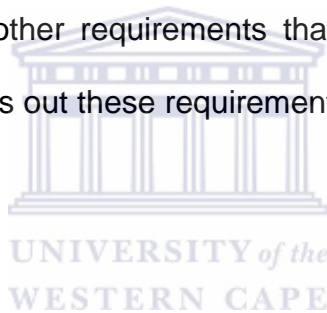 other requirements tha
s out these requirement
UNIVERSITY of the
WESTERN CAPE